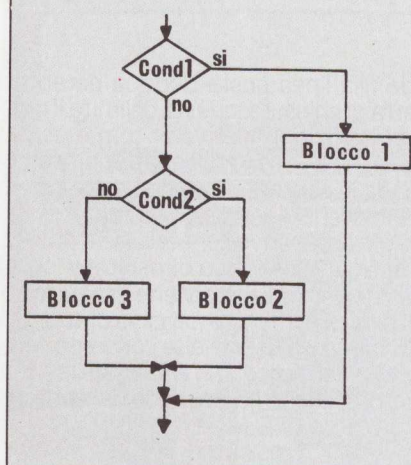 Cond1
si
no
Blocco 1
Cond2
no
si
Blocco 3
Blocco 2